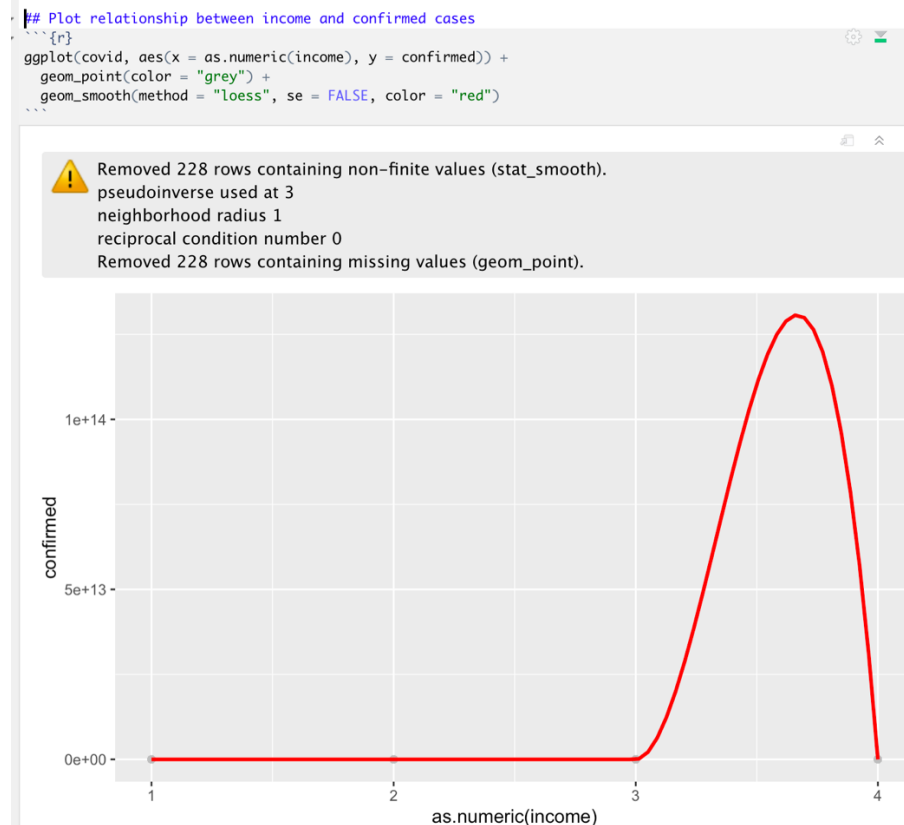 ## Plot relationship between income and confirmed cases
```{r}
ggplot(covid, aes(x = as.numeric(income), y = confirmed)) +
  geom_point(color = "grey") +
  geom_smooth(method = "loess", se = FALSE, color = "red")
```
Removed 228 rows containing non-finite values (stat_smooth).
pseudoinverse used at 3
neighborhood radius 1
reciprocal condition number 0
Removed 228 rows containing missing values (geom_point).
1e+14
confirmed
5e+13
0e+00
1 2 3 4
as.numeric(income)